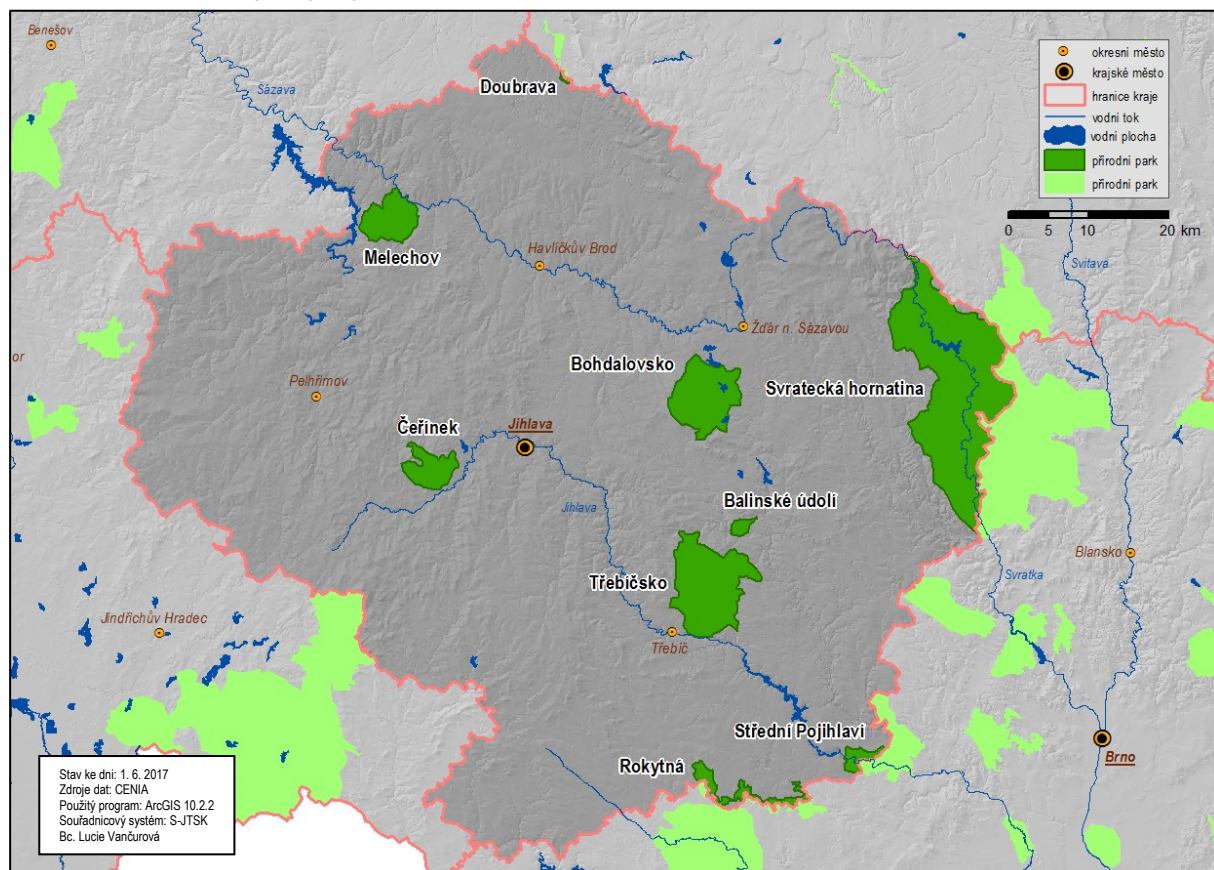 Benešov
Sázava
Doubrava
okresní město
krajské město
hranice kraje
vodní tok
vodní plocha
přírodní park
přírodní park
0 5 10 20 km
Svitava
Melechov
Havlíčkův Brod
Žďár n. Sázavou
or
Pelhřimov
Bohdalovsko
Svratecká hornatina
Čeřínek
Jihlava
Jihlava
Balinské údolí
Blansko
Třebíčsko
Svratka
Jindřichův Hradec
Třebíč
Střední Pojihlaví
Rokytná
Brno
Stav ke dni: 1. 6. 2017
Zdroje dat: CENIA
Použitý program: ArcGIS 10.2.2
Souřadnicový systém: S-JTSK
Bc. Lucie Vančurová